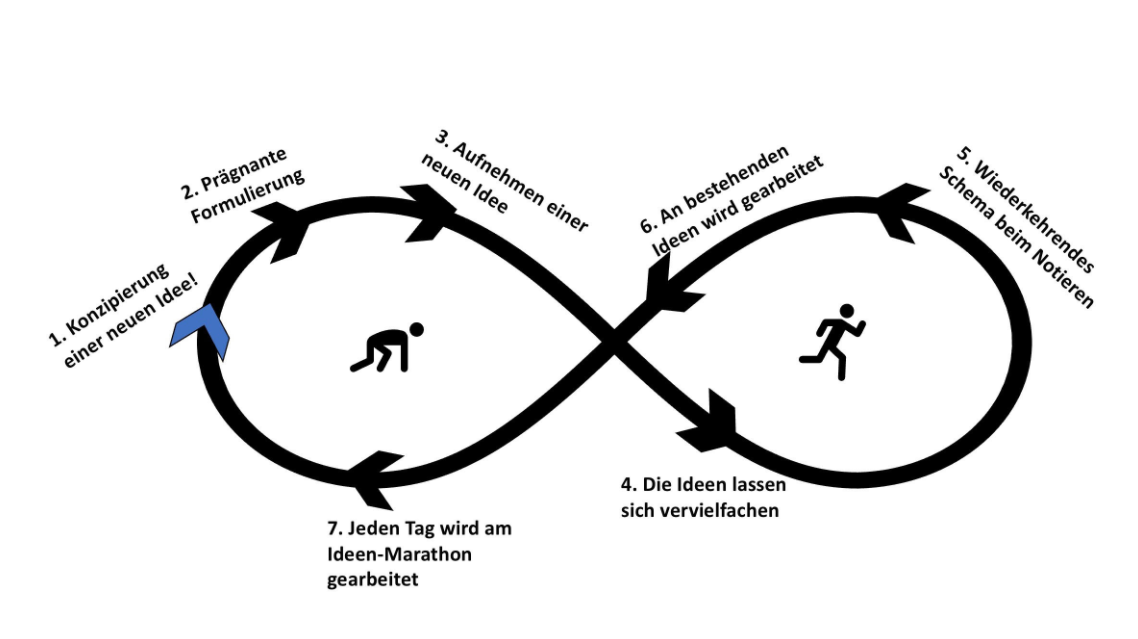 1. Konzipierung
einer neuen Idee!
2. Prägnante
Formulierung
3. Aufnehmen einer
neuen Idee
4. Die Ideen lassen
sich vervielfachen
5. Wiederkehrendes
Schema beim Notieren
6. An bestehenden
Ideen wird gearbeitet
7. Jeden Tag wird am
Ideen-Marathon
gearbeitet